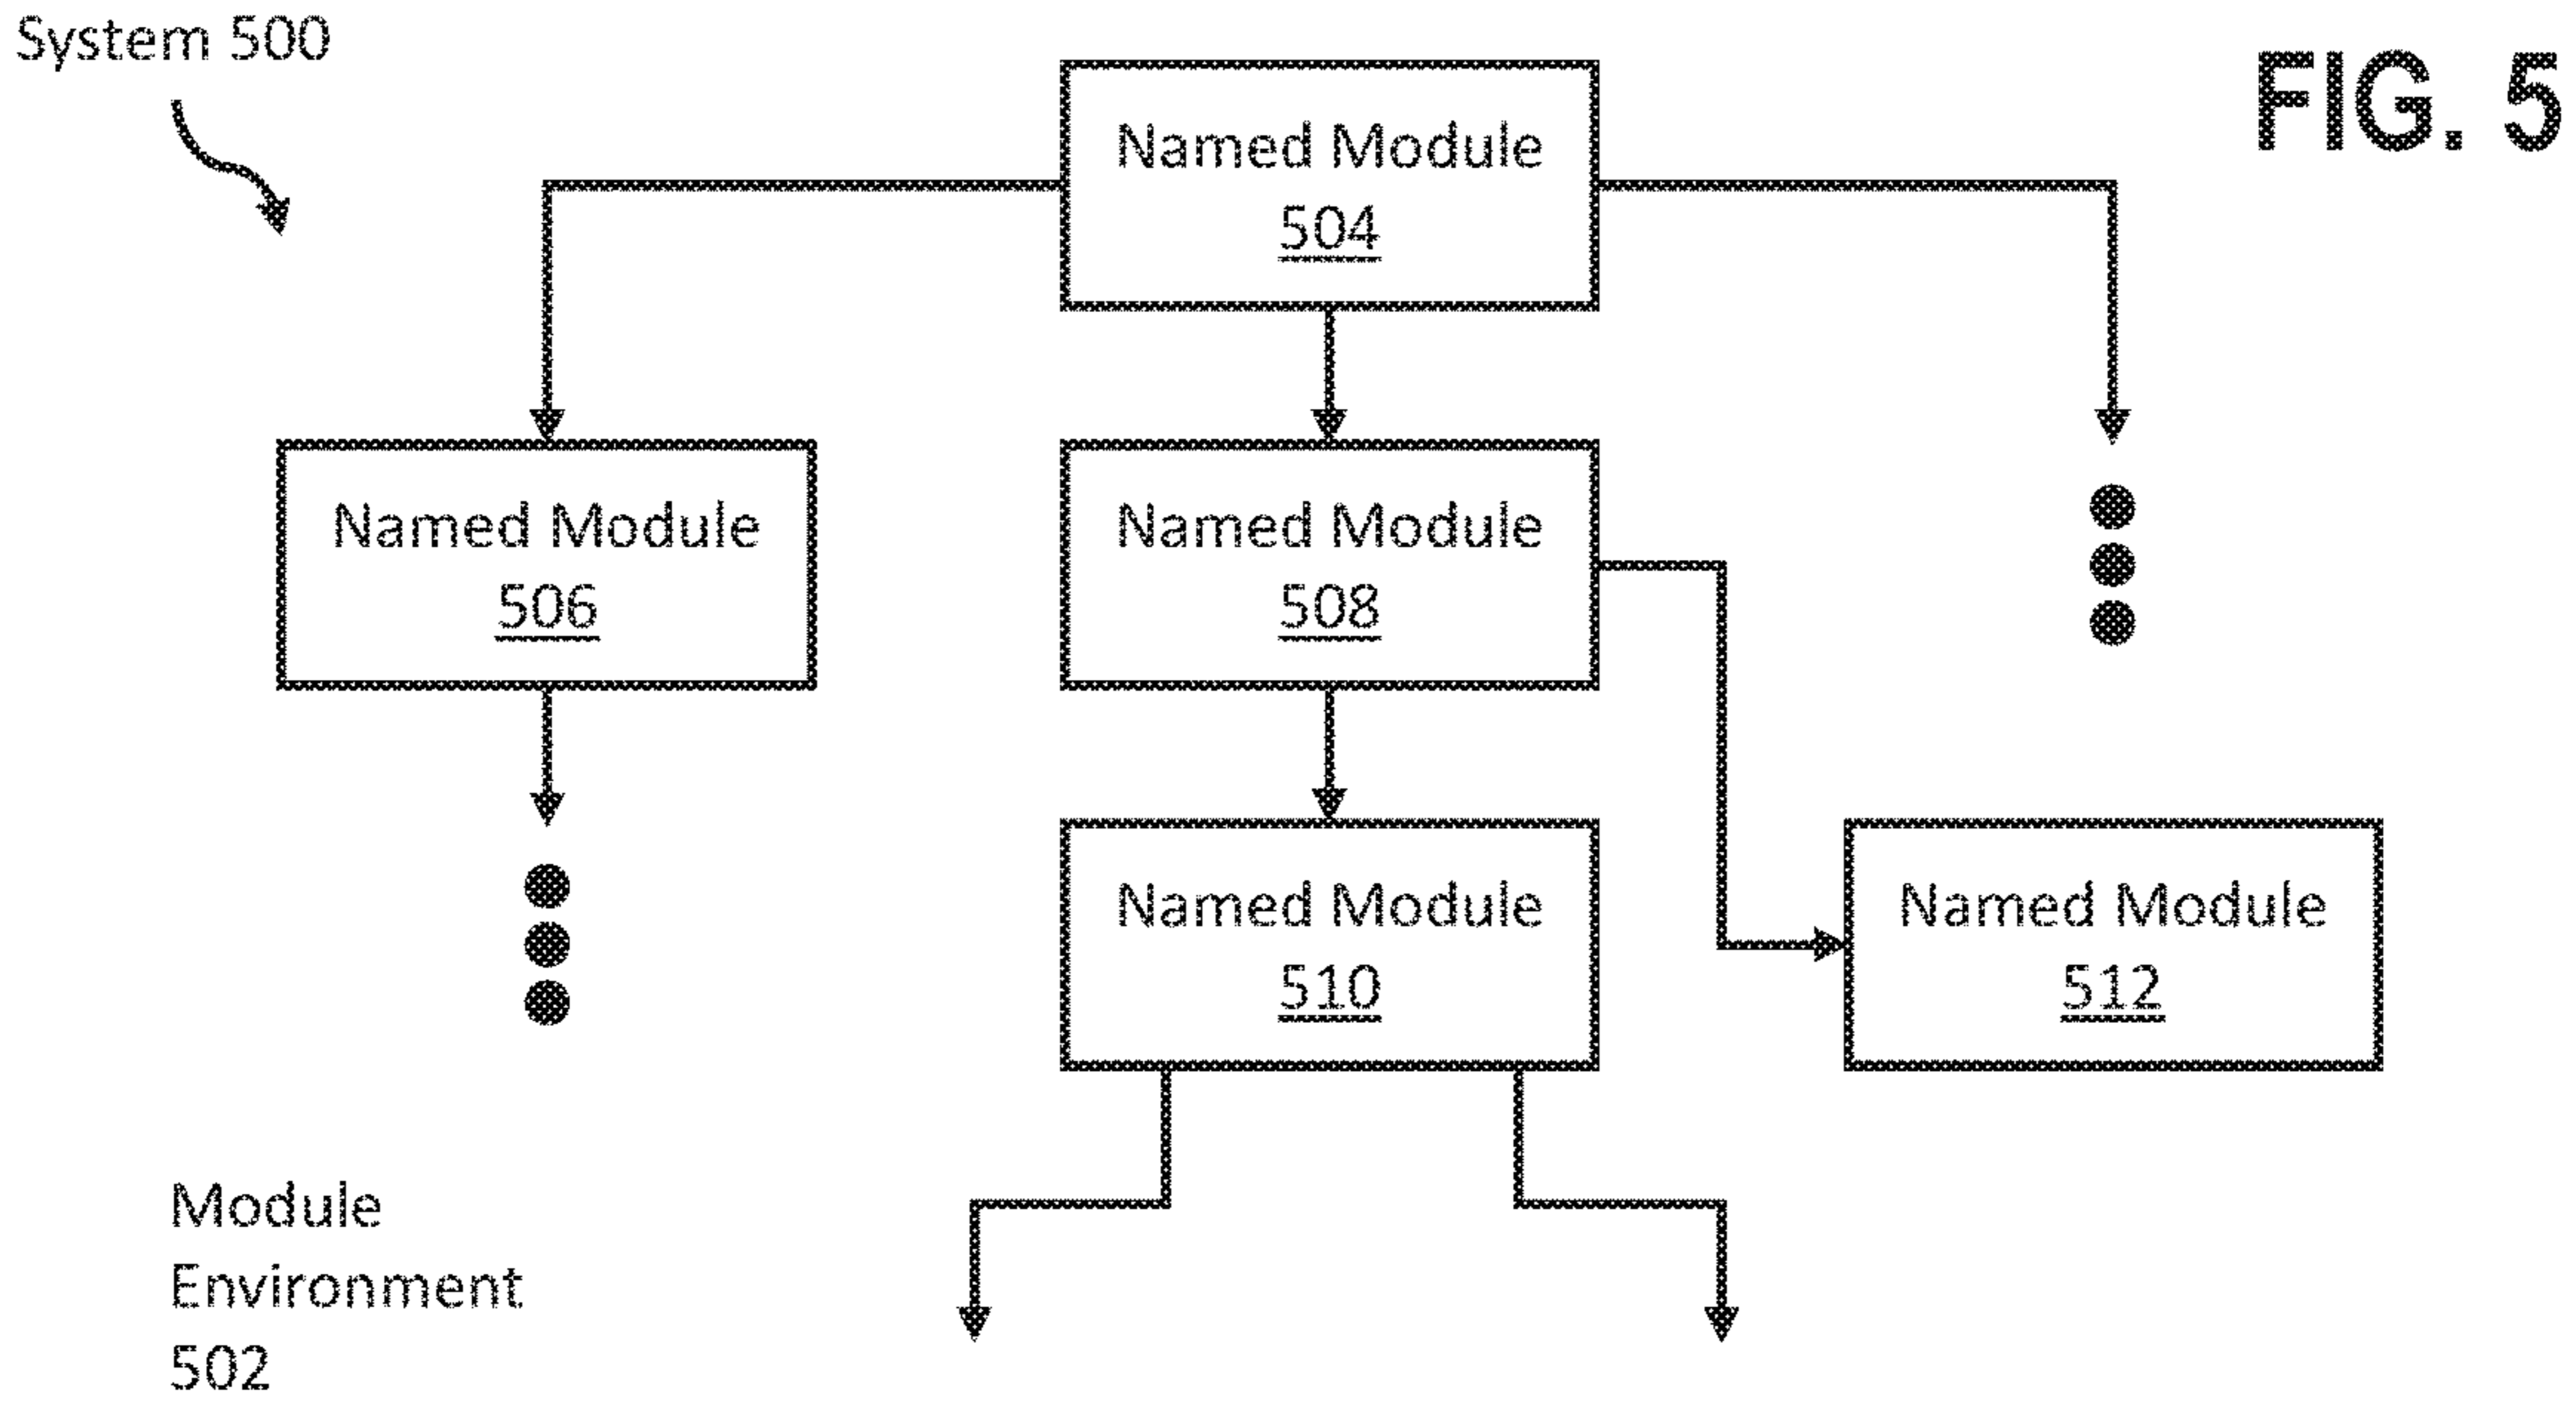 System 500
FIG. 5
Named Module
504
Named Module
506
Named Module
508
Named Module
510
Named Module
512
Module
Environment
502